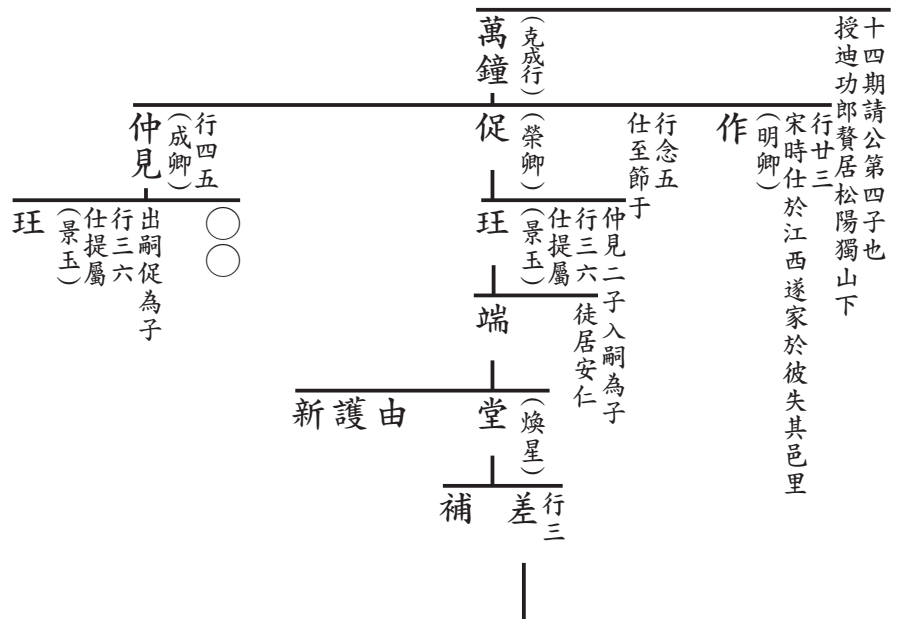 十四期請公第四子也
授迪功郎贅居松陽獨山下
萬鐘
(克成行)
行廿三
宋時仕於江西遂家於彼失其邑里
(明卿)
作
行念五
仕至節于
(榮卿)
促
行四五
(成卿)
仲見
仲見二子入嗣為子
行三六
仕提屬
(景玉)
玨
〇〇
出嗣促為子
行三六
仕提屬
(景玉)
玨
徒居安仁
端
(煥星)
堂
由
護
新
行三
差
補